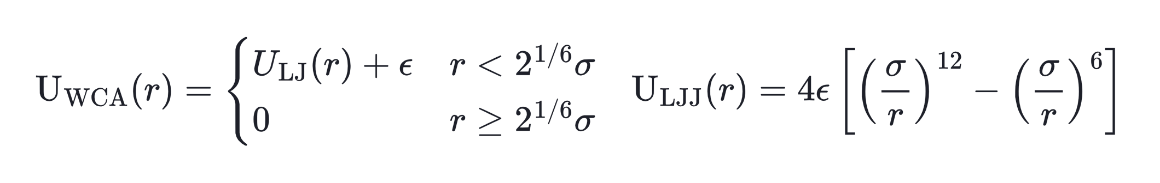 U_WCA(r) = { U_LJ(r) + ϵ   r < 2^{1/6}σ
0   r ≥ 2^{1/6}σ
U_LJJ(r) = 4ϵ [ (σ/r)^{12} − (σ/r)^6 ]